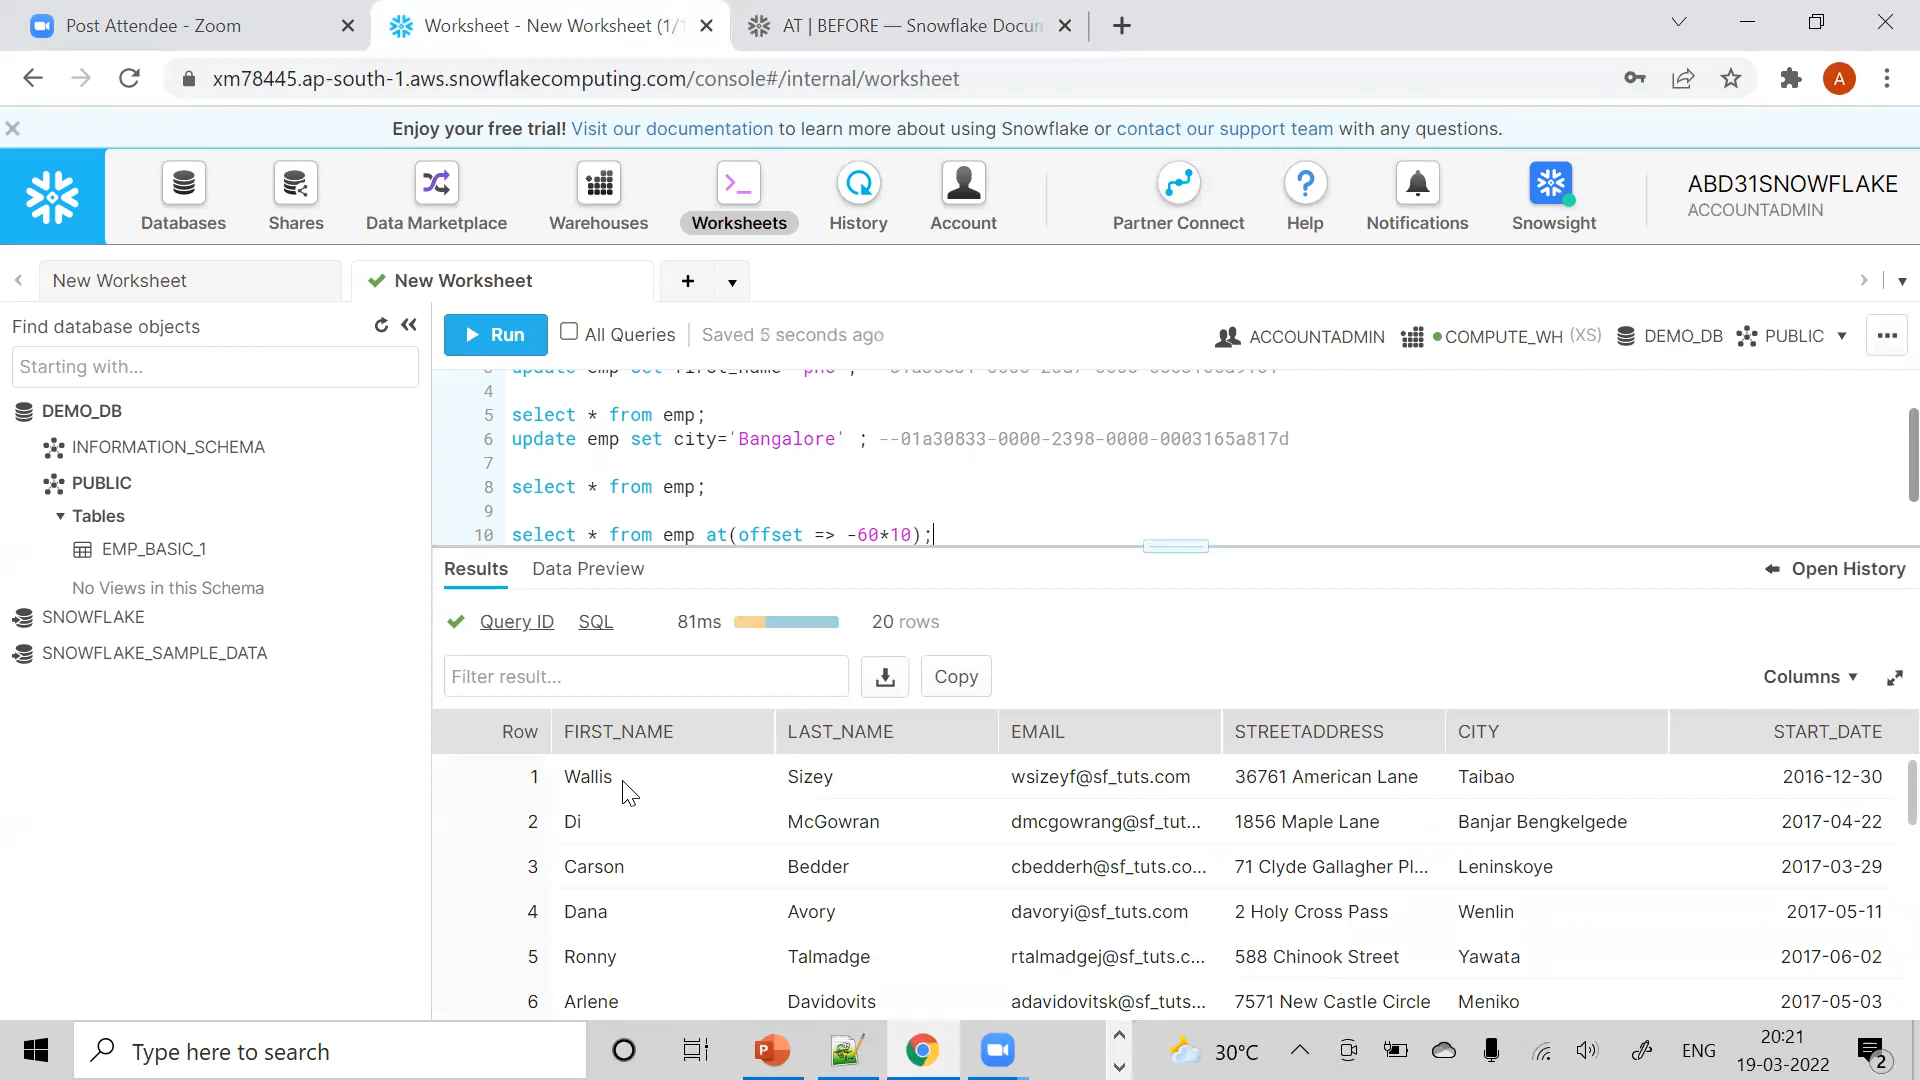 Post Attendee - Zoom
Worksheet - New Worksheet (1/
AT | BEFORE — Snowflake Docum
xm78445.ap-south-1.aws.snowflakecomputing.com/console#/internal/worksheet
A
Enjoy your free trial! Visit our documentation to learn more about using Snowflake or contact our support team with any questions.
Databases
Shares
Data Marketplace
Warehouses
Worksheets
History
Account
Partner Connect
Help
Notifications
Snowsight
ABD31SNOWFLAKE
ACCOUNTADMIN
New Worksheet
New Worksheet
Find database objects
Starting with...
DEMO_DB
INFORMATION_SCHEMA
PUBLIC
Tables
EMP_BASIC_1
No Views in this Schema
SNOWFLAKE
SNOWFLAKE_SAMPLE_DATA
Run
All Queries
Saved 5 seconds ago
ACCOUNTADMIN
COMPUTE_WH (XS)
DEMO_DB
PUBLIC
update emp set first_name
4
5 select * from emp;
6 update emp set city='Bangalore' ; --01a30833-0000-2398-0000-0003165a817d
7
8 select * from emp;
9
10 select * from emp at(offset => -60*10);
Results
Data Preview
Open History
Query ID
SQL
81ms
20 rows
Filter result...
Copy
Columns
Row FIRST_NAME LAST_NAME EMAIL STREETADDRESS CITY START_DATE
1 Wallis Sizey wsizeyf@sf_tuts.com 36761 American Lane Taibao 2016-12-30
2 Di McGowran dmcgowrang@sf_tut... 1856 Maple Lane Banjar Bengkelgede 2017-04-22
3 Carson Bedder cbedderh@sf_tuts.co... 71 Clyde Gallagher Pl... Leninskoye 2017-03-29
4 Dana Avory davoryi@sf_tuts.com 2 Holy Cross Pass Wenlin 2017-05-11
5 Ronny Talmadge rtalmadgej@sf_tuts.c... 588 Chinook Street Yawata 2017-06-02
6 Arlene Davidovits adavidovitsk@sf_tuts... 7571 New Castle Circle Meniko 2017-05-03
Type here to search
30°C
ENG
20:21
19-03-2022
2